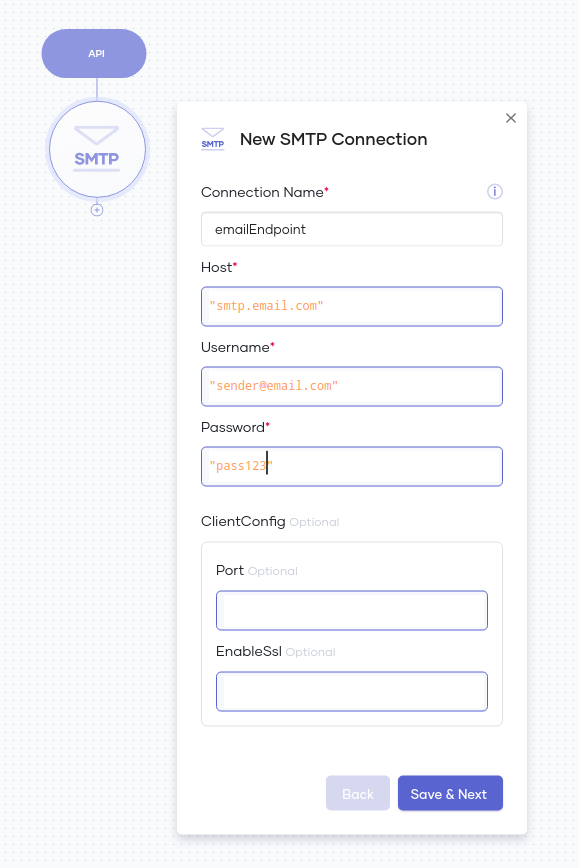 API
SMTP
SMTP
New SMTP Connection
Connection Name*
i
emailEndpoint
Host*
"smtp.email.com"
Username*
"sender@email.com"
Password*
"pass123"
ClientConfig Optional
Port Optional
EnableSsl Optional
Back
Save & Next